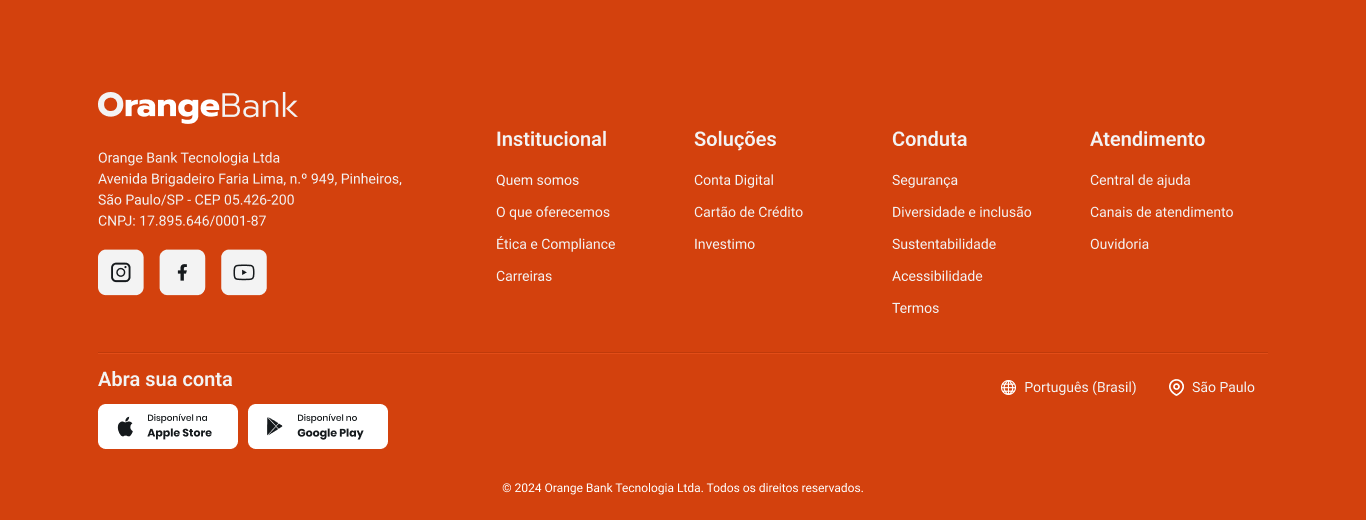 OrangeBank
Orange Bank Tecnologia Ltda
Avenida Brigadeiro Faria Lima, n.º 949, Pinheiros,
São Paulo/SP - CEP 05.426-200
CNPJ: 17.895.646/0001-87
Institucional
Quem somos
O que oferecemos
Ética e Compliance
Carreiras
Soluções
Conta Digital
Cartão de Crédito
Investimo
Conduta
Segurança
Diversidade e inclusão
Sustentabilidade
Acessibilidade
Termos
Atendimento
Central de ajuda
Canais de atendimento
Ouvidoria
Abra sua conta
Disponível na
Apple Store
Disponível no
Google Play
Português (Brasil)
São Paulo
© 2024 Orange Bank Tecnologia Ltda. Todos os direitos reservados.